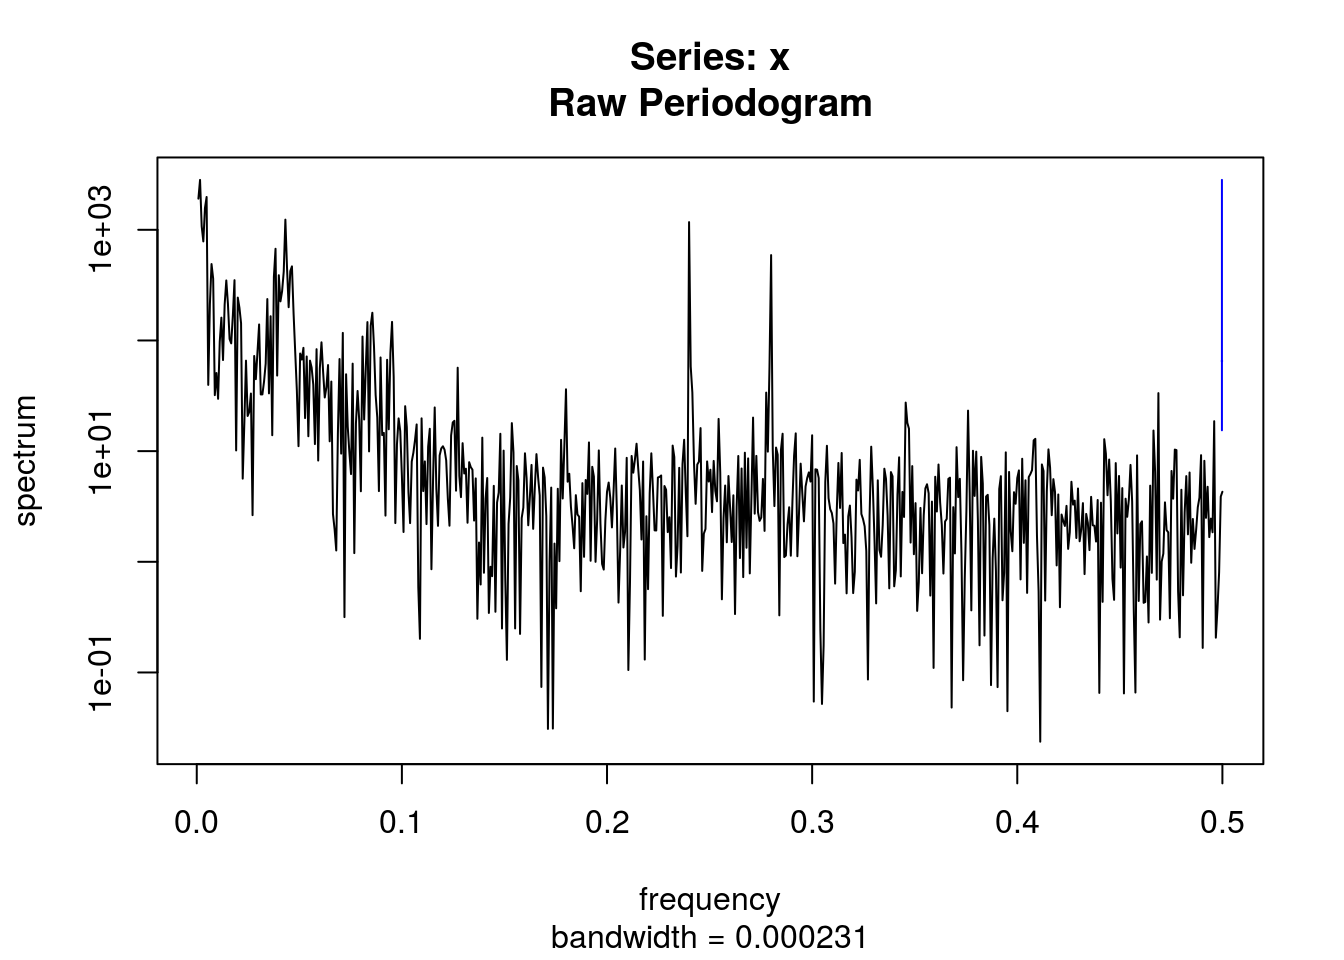 Series: x
Raw Periodogram
1e+03
1e+01
1e-01
spectrum
0.0 0.1 0.2 0.3 0.4 0.5
frequency
bandwidth = 0.000231